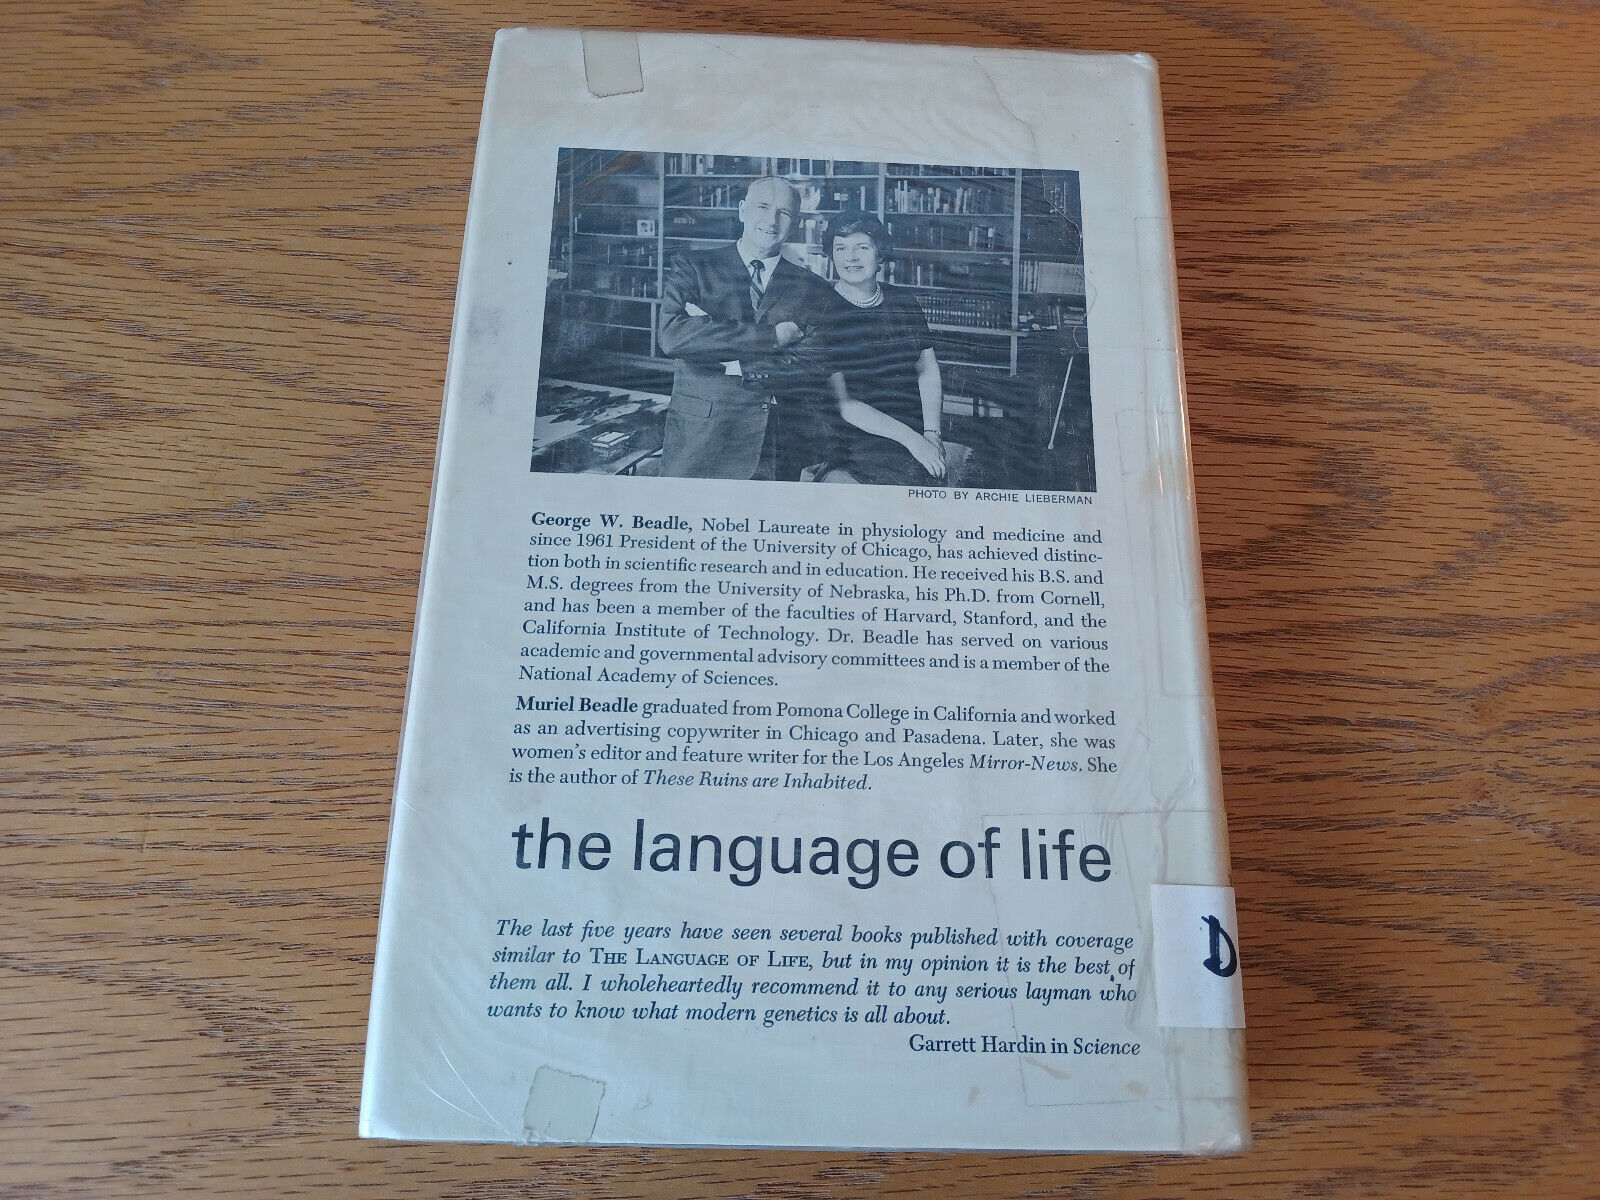 PHOTO BY ARCHIE LIEBERMAN
George W. Beadle, Nobel Laureate in physiology and medicine and
since 1961 President of the University of Chicago, has achieved distinc-
tion both in scientific research and in education. He received his B.S. and
M.S. degrees from the University of Nebraska, his Ph.D. from Cornell,
and has been a member of the faculties of Harvard, Stanford, and the
California Institute of Technology. Dr. Beadle has served on various
academic and governmental advisory committees and is a member of the
National Academy of Sciences.
Muriel Beadle graduated from Pomona College in California and worked
as an advertising copywriter in Chicago and Pasadena. Later, she was
women's editor and feature writer for the Los Angeles Mirror-News. She
is the author of These Ruins are Inhabited.
the language of life
The last five years have seen several books published with coverage
similar to THE LANGUAGE OF LIFE, but in my opinion it is the best of
them all. I wholeheartedly recommend it to any serious layman who
wants to know what modern genetics is all about.
Garrett Hardin in Science
D